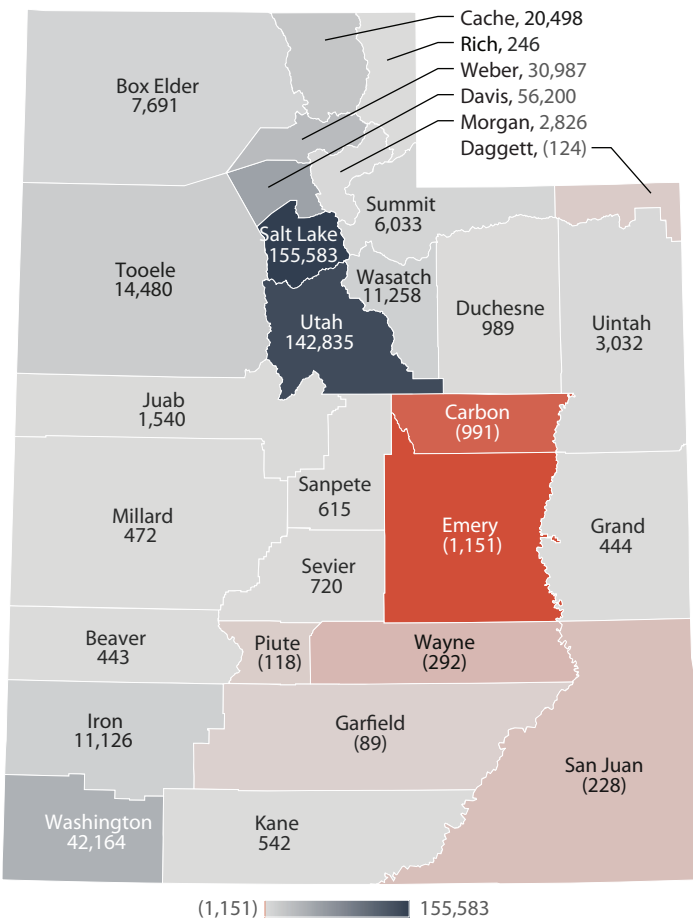 Cache, 20,498
Rich, 246
Weber, 30,987
Davis, 56,200
Morgan, 2,826
Daggett, (124)
Box Elder
7,691
Summit
6,033
Salt Lake
155,583
Tooele
14,480
Wasatch
11,258
Utah
142,835
Duchesne
989
Uintah
3,032
Juab
1,540
Carbon
(991)
Sanpete
615
Millard
472
Emery
(1,151)
Grand
444
Sevier
720
Beaver
443
Piute
(118)
Wayne
(292)
Iron
11,126
Garfield
(89)
San Juan
(228)
Washington
42,164
Kane
542
(1,151) 155,583